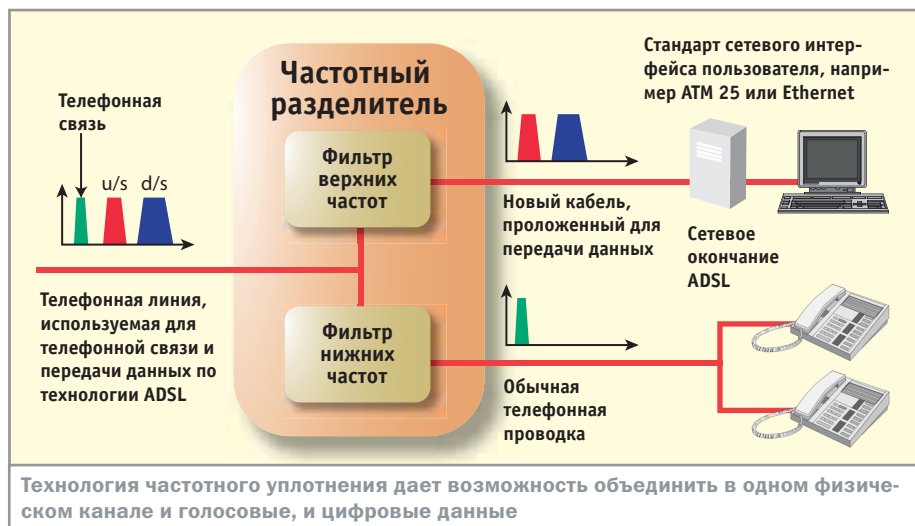 Телефонная
связь
u/s d/s
Телефонная линия,
используемая для
телефонной связи и
передачи данных по
технологии ADSL
Частотный
разделитель
Фильтр
верхних
частот
Фильтр
нижних
частот
Новый кабель,
проложенный для
передачи данных
Обычная
телефонная
проводка
Стандарт сетевого интер-
фейса пользователя, напри-
мер ATM 25 или Ethernet
Сетевое
окончание
ADSL
Технология частотного уплотнения дает возможность объединить в одном физиче-
ском канале и голосовые, и цифровые данные